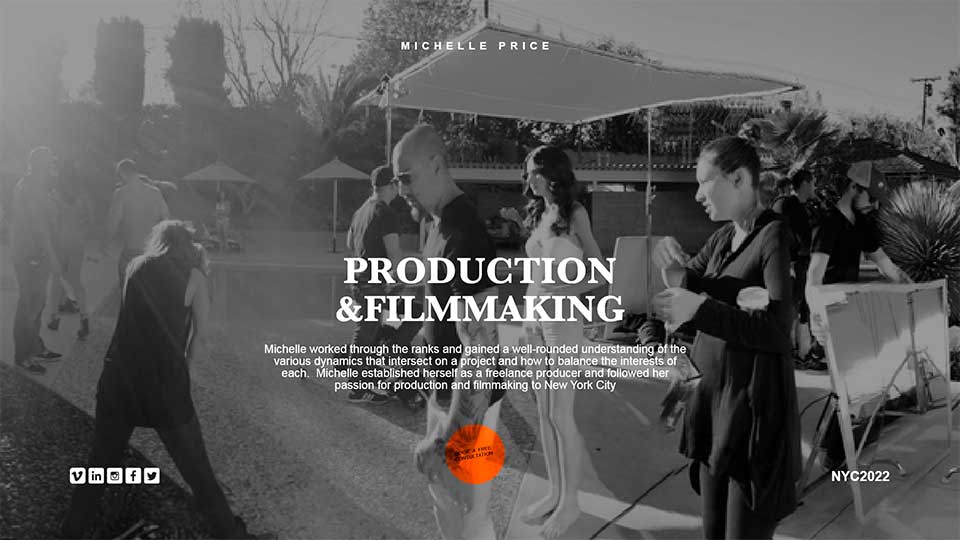 MICHELLE PRICE
PRODUCTION
&FILMMAKING
Michelle worked through the ranks and gained a well-rounded understanding of the
various dynamics that intersect on a project and how to balance the interests of
each.  Michelle established herself as a freelance producer and followed her
passion for production and filmmaking to New York City
BOOK A FREE
CONSULTATION
NYC2022